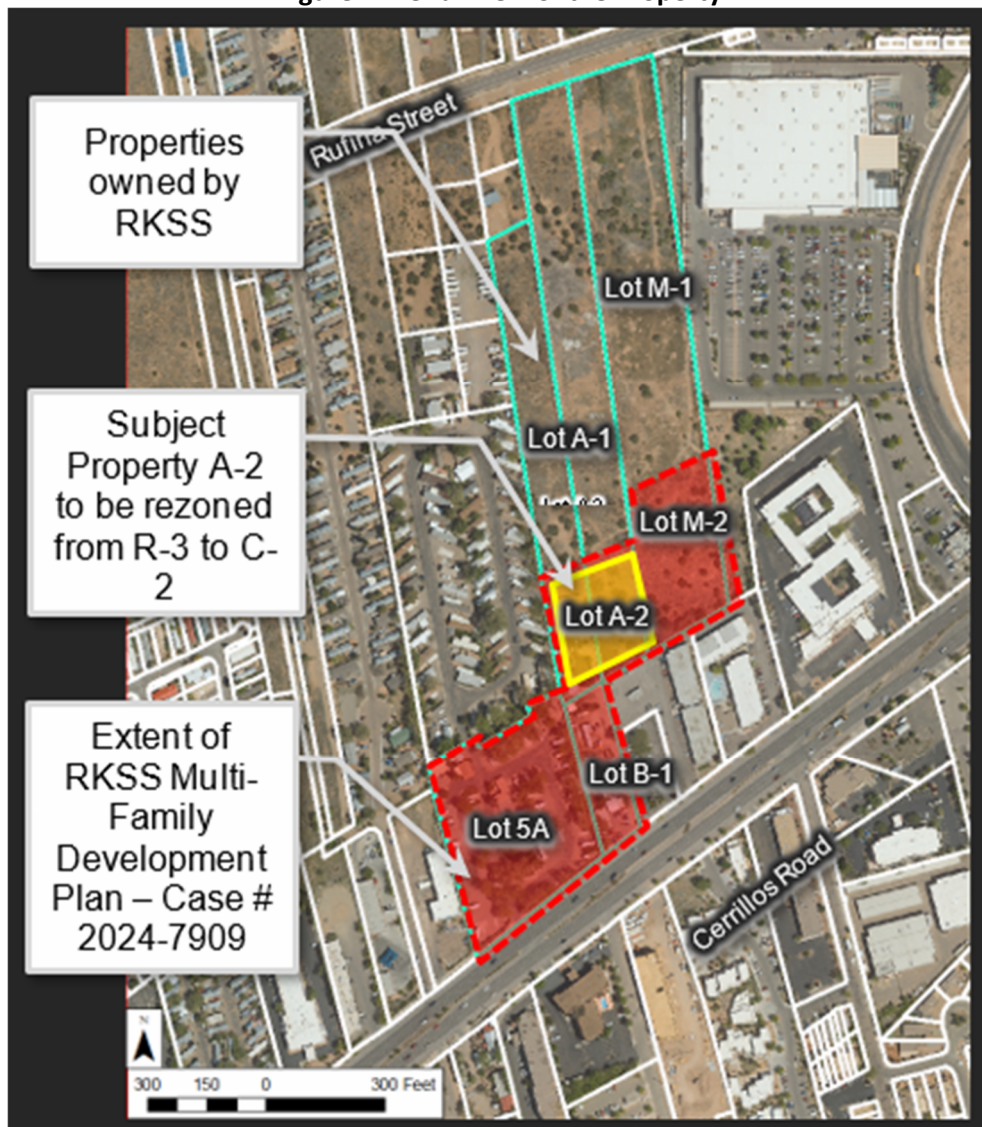 Properties
owned by
RKSS
Subject
Property A-2
to be rezoned
from R-3 to C-
2
Extent of
RKSS Multi-
Family
Development
Plan – Case #
2024-7909
Rufina Street
Lot M-1
Lot A-1
Lot M-2
Lot A-2
Lot B-1
Lot 5A
Cerrillos Road
N
300 150 0 300 Feet